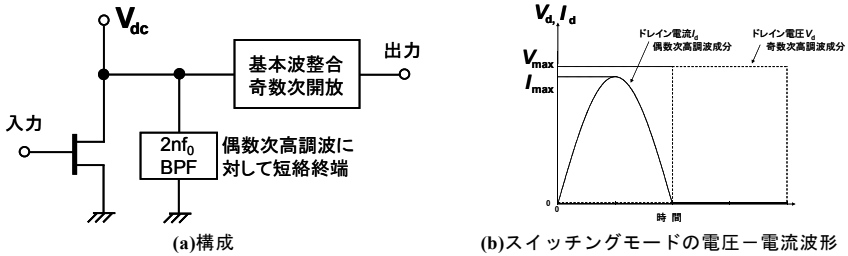 Vdc
入力
基本波整合
奇数次開放
出力
2nf0
BPF
偶数次高調波に
対して短絡終端
(a)構成
Vd, Id
Vmax
Imax
ドレイン電流Id
偶数次高調波成分
ドレイン電圧Vd
奇数次高調波成分
0
0
時間
(b)スイッチングモードの電圧－電流波形